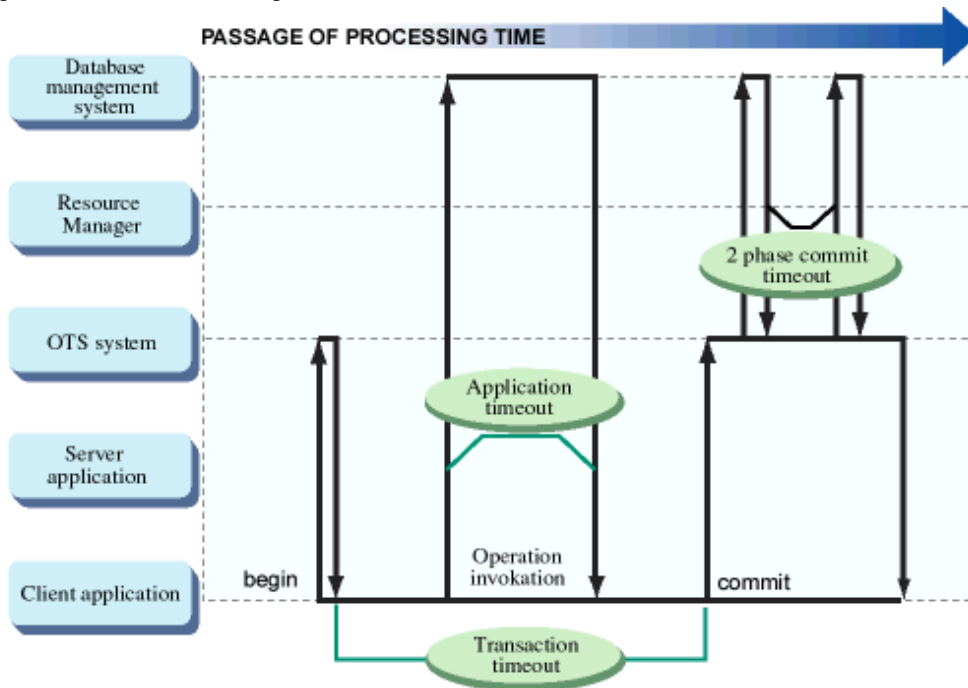 PASSAGE OF PROCESSING TIME
Database
management
system
Resource
Manager
2 phase commit
timeout
OTS system
Application
timeout
Server
application
Operation
invokation
begin
commit
Client application
Transaction
timeout